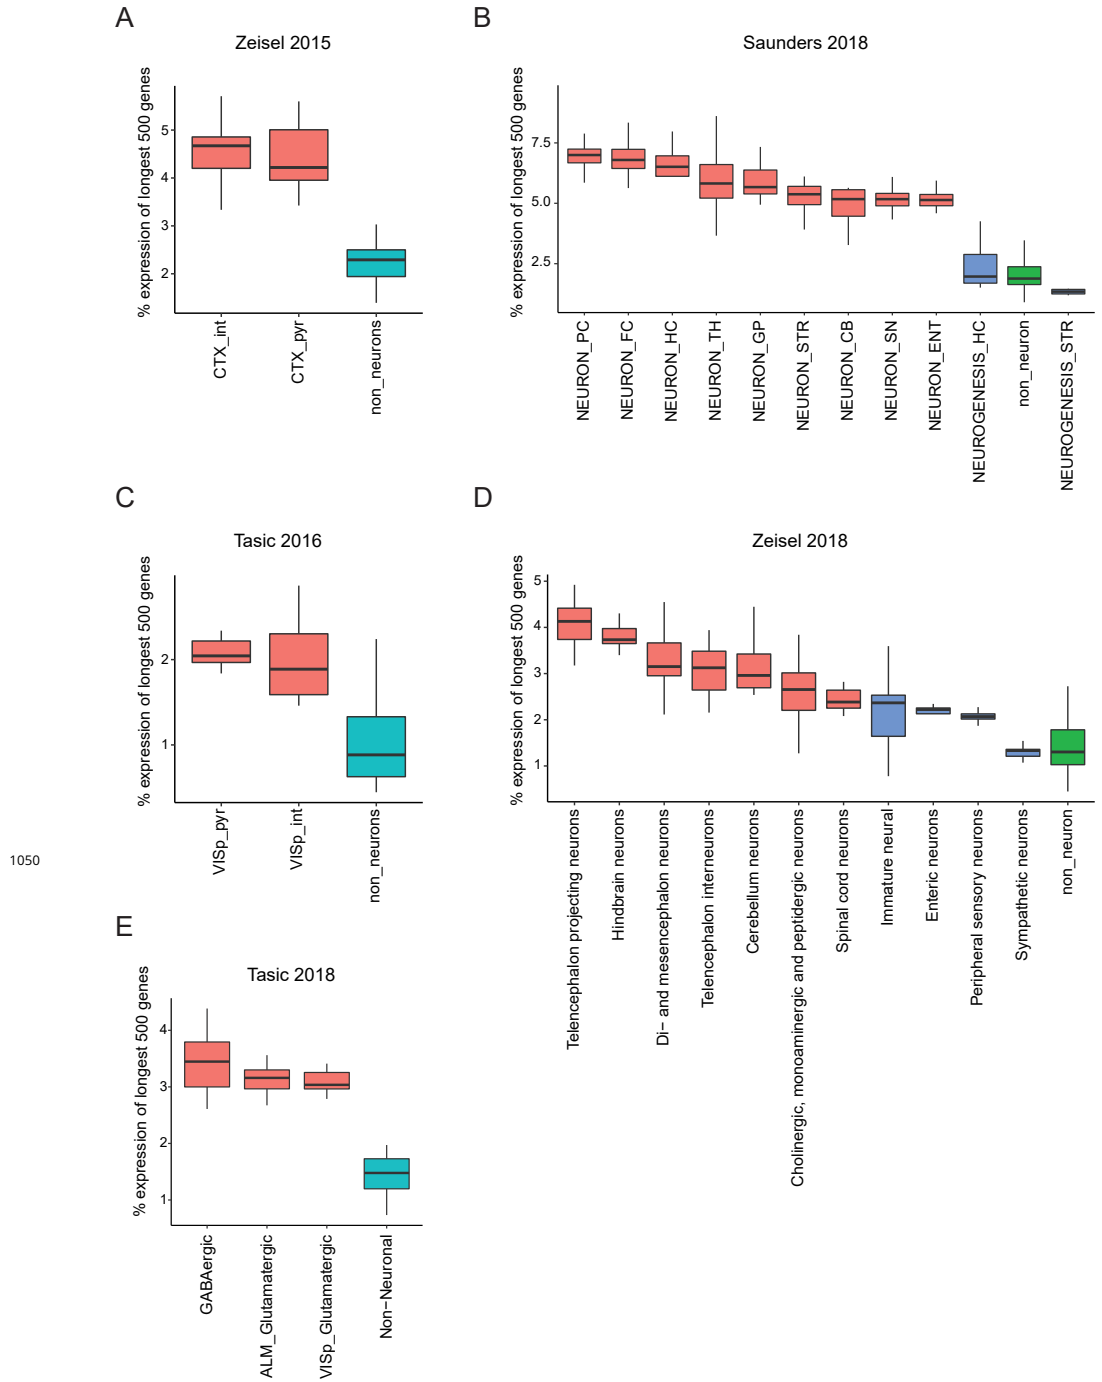 A
Zeisel 2015
% expression of longest 500 genes
5
4
3
2
CTX_int
CTX_pyr
non_neurons
B
Saunders 2018
% expression of longest 500 genes
7.5
5.0
2.5
NEURON_PC
NEURON_FC
NEURON_HC
NEURON_TH
NEURON_GP
NEURON_STR
NEURON_CB
NEURON_SN
NEURON_ENT
NEUROGENESIS_HC
non_neuron
NEUROGENESIS_STR
C
Tasic 2016
% expression of longest 500 genes
2
1
VISp_pyr
VISp_int
non_neurons
D
Zeisel 2018
% expression of longest 500 genes
5
4
3
2
1
Telencephalon projecting neurons
Hindbrain neurons
Di− and mesencephalon neurons
Telencephalon interneurons
Cerebellum neurons
Cholinergic, monoaminergic and peptidergic neurons
Spinal cord neurons
Immature neural
Enteric neurons
Peripheral sensory neurons
Sympathetic neurons
non_neuron
1050
E
Tasic 2018
% expression of longest 500 genes
4
3
2
1
GABAergic
ALM_Glutamatergic
VISp_Glutamatergic
Non−Neuronal